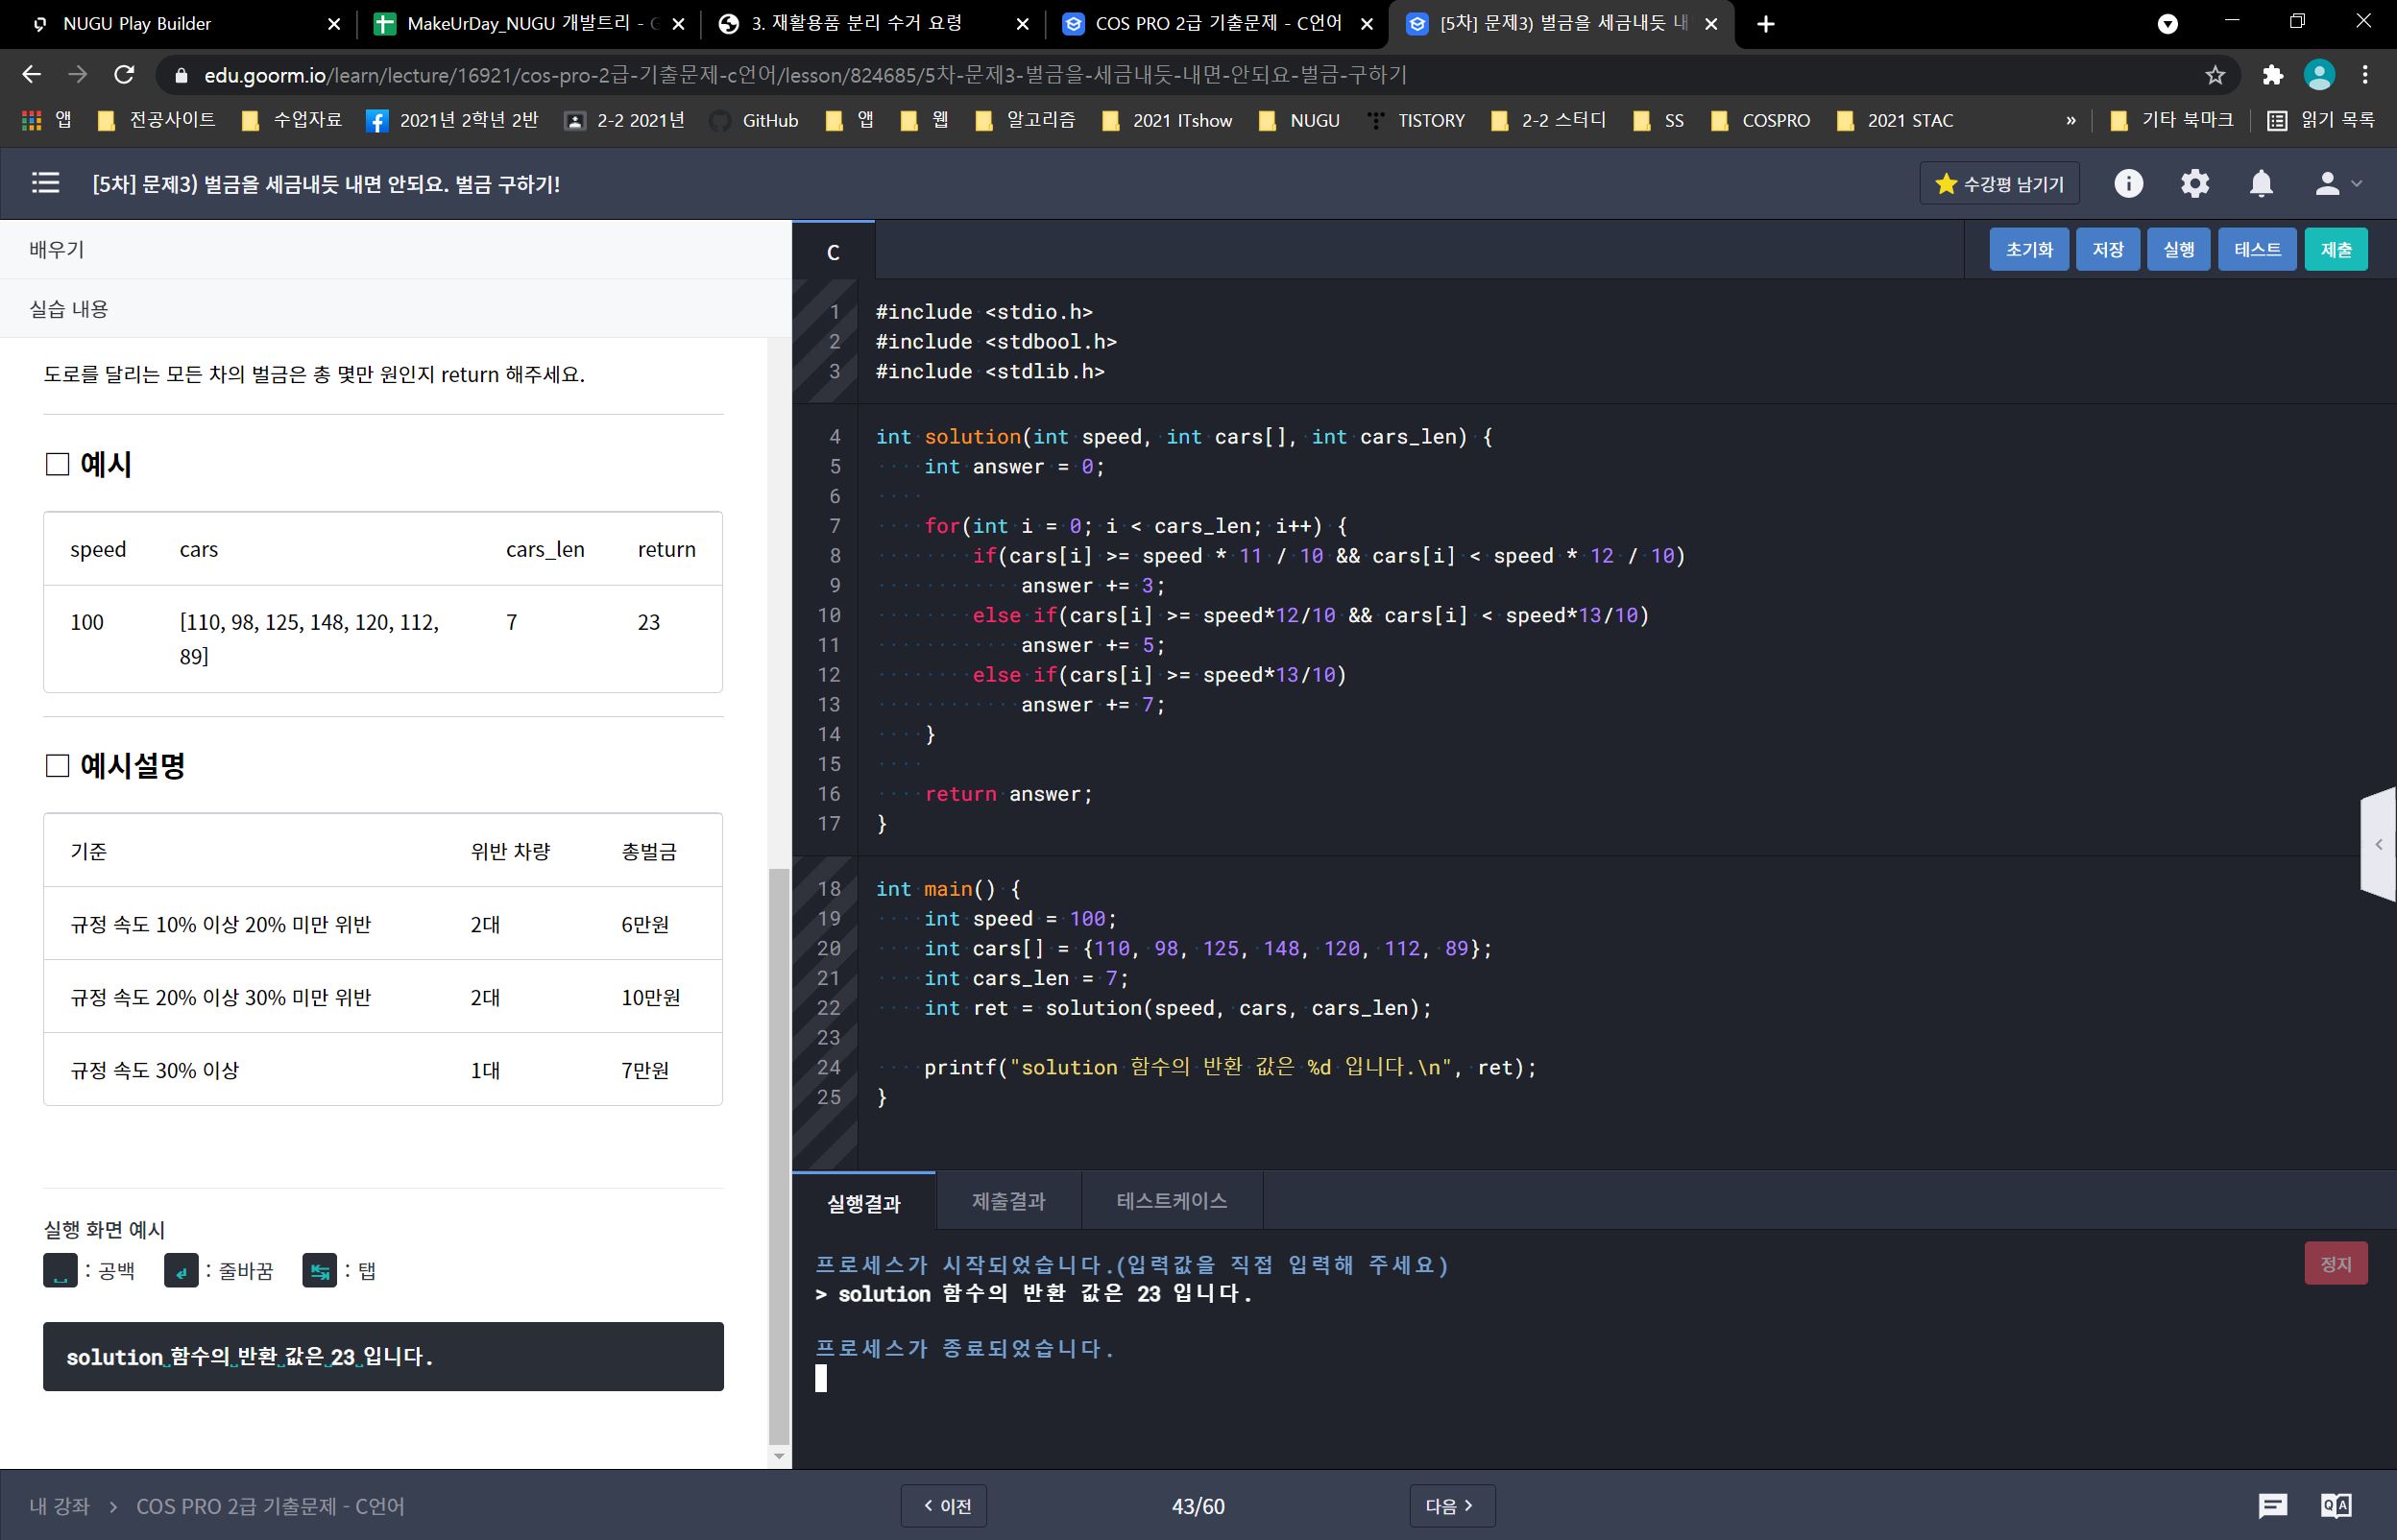 NUGU Play Builder
MakeUrDay_NUGU 개발트리 - G
3. 재활용품 분리 수거 요령
COS PRO 2급 기출문제 - C언어
[5차] 문제3) 벌금을 세금내듯 내
edu.goorm.io/learn/lecture/16921/cos-pro-2급-기출문제-c언어/lesson/824685/5차-문제3-벌금을-세금내듯-내면-안되요-벌금-구하기
앱 전공사이트 수업자료 2021년 2학년 2반 2-2 2021년 GitHub 앱 웹 알고리즘 2021 ITshow NUGU TISTORY 2-2 스터디 SS COSPRO 2021 STAC » 기타 북마크 읽기 목록
[5차] 문제3) 벌금을 세금내듯 내면 안되요. 벌금 구하기!
수강평 남기기
배우기
실습 내용
도로를 달리는 모든 차의 벌금은 총 몇만 원인지 return 해주세요.
예시
speed cars cars_len return
100 [110, 98, 125, 148, 120, 112, 7 23
89]
예시설명
기준 위반 차량 총벌금
규정 속도 10% 이상 20% 미만 위반 2대 6만원
규정 속도 20% 이상 30% 미만 위반 2대 10만원
규정 속도 30% 이상 1대 7만원
실행 화면 예시
: 공백 : 줄바꿈 : 탭
solution 함수의 반환 값은 23 입니다.
C
초기화 저장 실행 테스트 제출
1 #include <stdio.h>
2 #include <stdbool.h>
3 #include <stdlib.h>
4 int solution(int speed, int cars[], int cars_len) {
5     int answer = 0;
6
7     for(int i = 0; i < cars_len; i++) {
8         if(cars[i] >= speed * 11 / 10 && cars[i] < speed * 12 / 10)
9             answer += 3;
10         else if(cars[i] >= speed*12/10 && cars[i] < speed*13/10)
11             answer += 5;
12         else if(cars[i] >= speed*13/10)
13             answer += 7;
14     }
15
16     return answer;
17 }
18 int main() {
19     int speed = 100;
20     int cars[] = {110, 98, 125, 148, 120, 112, 89};
21     int cars_len = 7;
22     int ret = solution(speed, cars, cars_len);
23
24     printf("solution 함수의 반환 값은 %d 입니다.\n", ret);
25 }
실행결과 제출결과 테스트케이스
프로세스가 시작되었습니다.(입력값을 직접 입력해 주세요)
> solution 함수의 반환 값은 23 입니다.
프로세스가 종료되었습니다.
정지
내 강좌 > COS PRO 2급 기출문제 - C언어
< 이전
43/60
다음 >
Q A